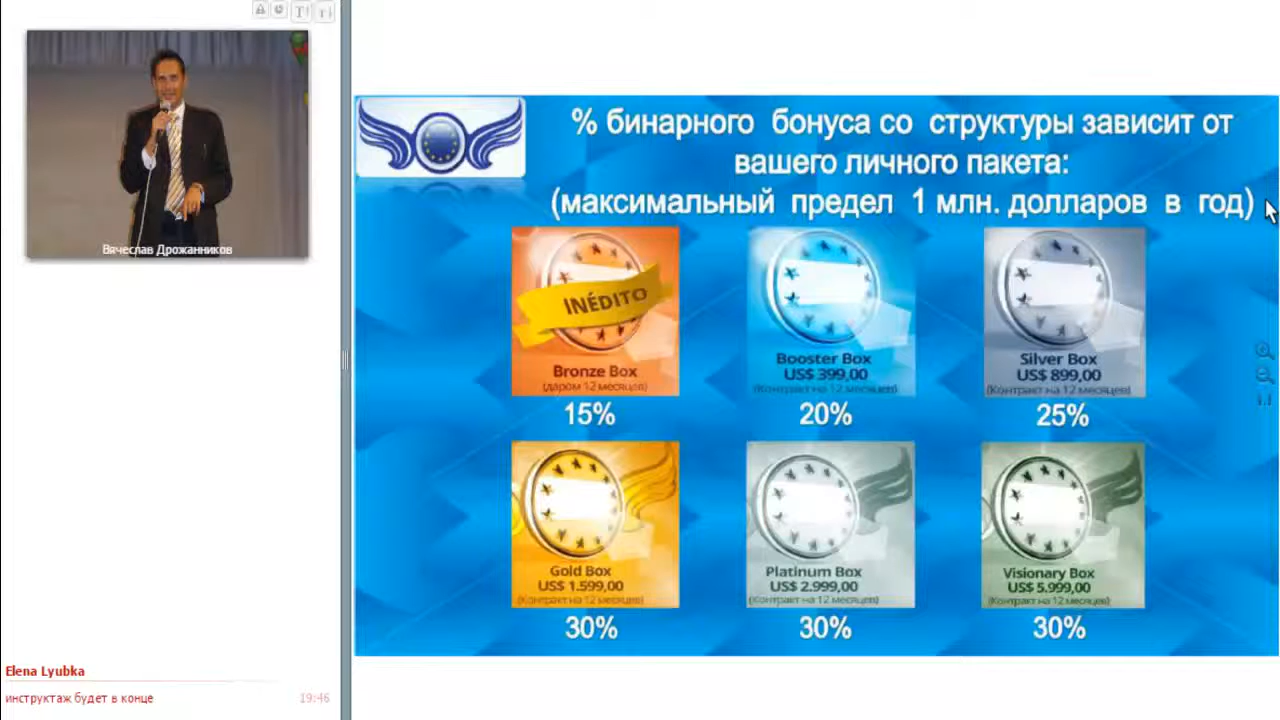 Вячеслав Дрожанников
Elena Lyubka
инструктаж будет в конце
19:46
% бинарного бонуса со структуры зависит от
вашего личного пакета:
(максимальный предел 1 млн. долларов в год)
INÉDITO
Bronze Box
(даром 12 месяцев)
15%
Booster Box
US$ 399,00
(Контракт на 12 месяцев)
20%
Silver Box
US$ 899,00
(Контракт на 12 месяцев)
25%
Gold Box
US$ 1.599,00
(Контракт на 12 месяцев)
30%
Platinum Box
US$ 2.999,00
(Контракт на 12 месяцев)
30%
Visionary Box
US$ 5.999,00
(Контракт на 12 месяцев)
30%